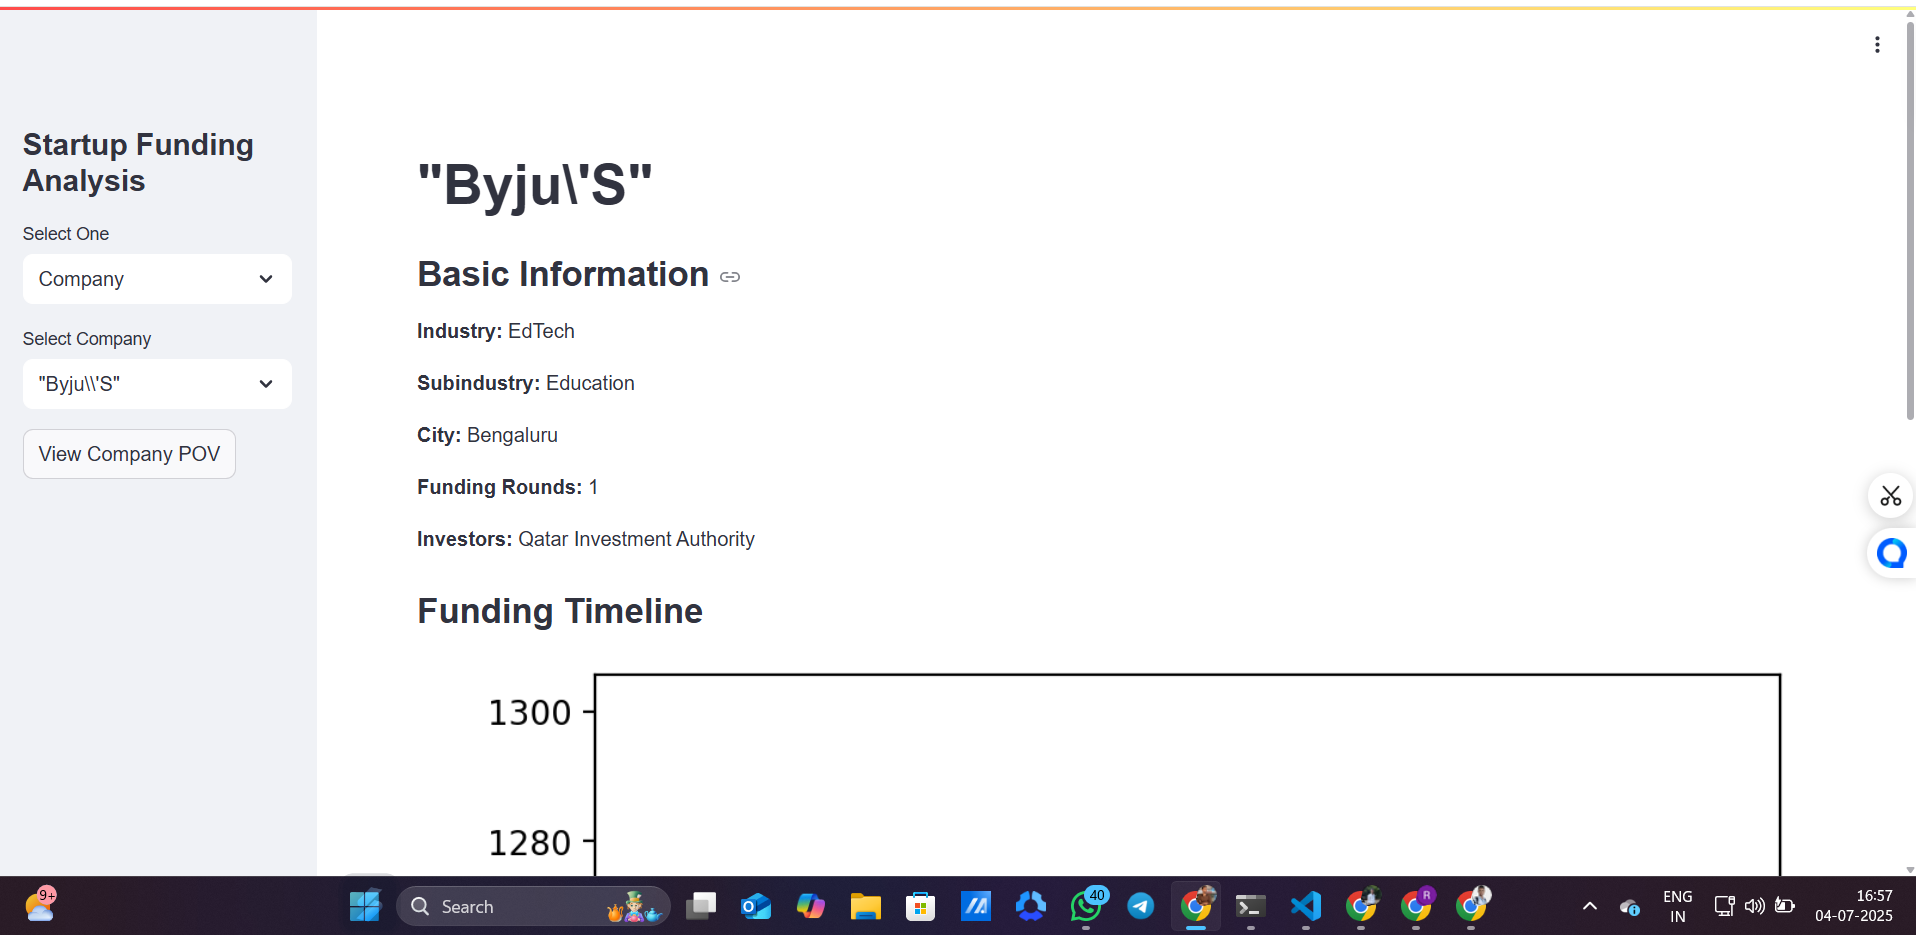 Startup Funding
Analysis
Select One
Company
Select Company
"Byju\\'S"
View Company POV
"Byju\'S"
Basic Information
Industry: EdTech
Subindustry: Education
City: Bengaluru
Funding Rounds: 1
Investors: Qatar Investment Authority
Funding Timeline
1300
1280
9+
Search
40
R
ENG
IN
16:57
04-07-2025